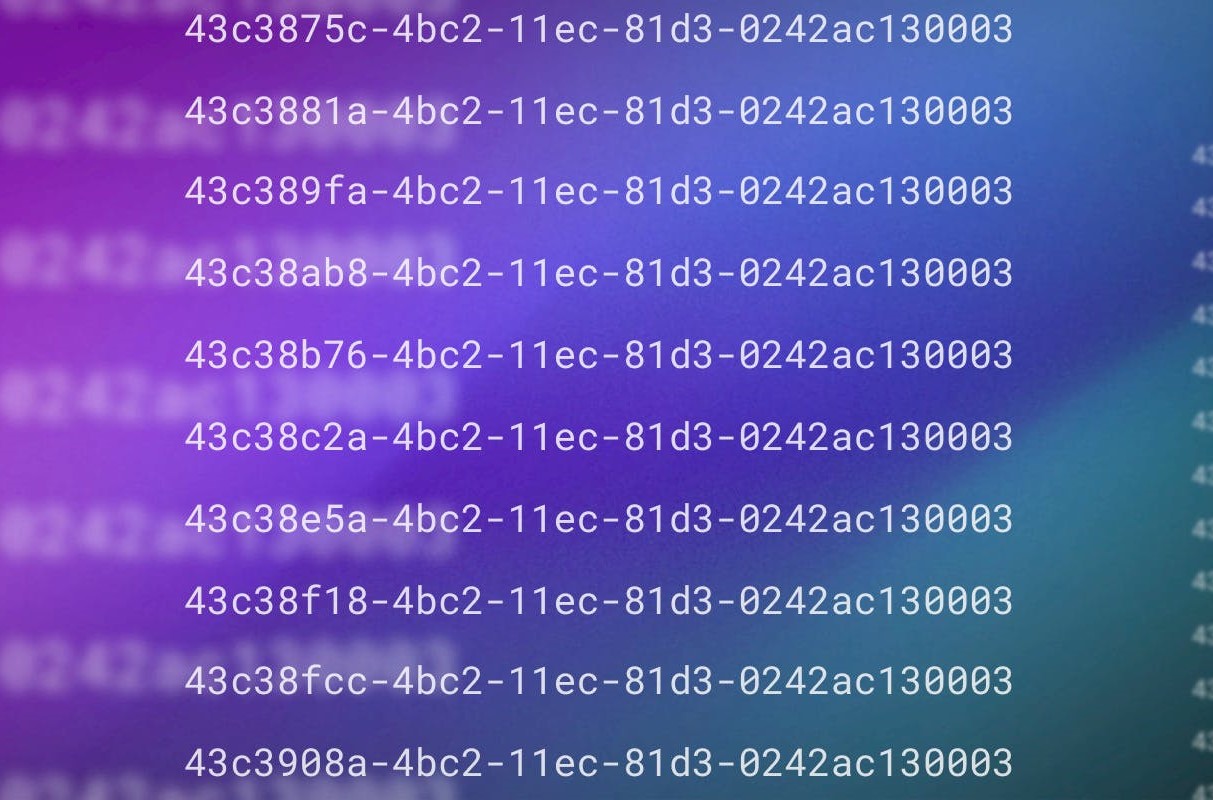 43c3875c-4bc2-11ec-81d3-0242ac130003
43c3881a-4bc2-11ec-81d3-0242ac130003
43c389fa-4bc2-11ec-81d3-0242ac130003
43c38ab8-4bc2-11ec-81d3-0242ac130003
43c38b76-4bc2-11ec-81d3-0242ac130003
43c38c2a-4bc2-11ec-81d3-0242ac130003
43c38e5a-4bc2-11ec-81d3-0242ac130003
43c38f18-4bc2-11ec-81d3-0242ac130003
43c38fcc-4bc2-11ec-81d3-0242ac130003
43c3908a-4bc2-11ec-81d3-0242ac130003